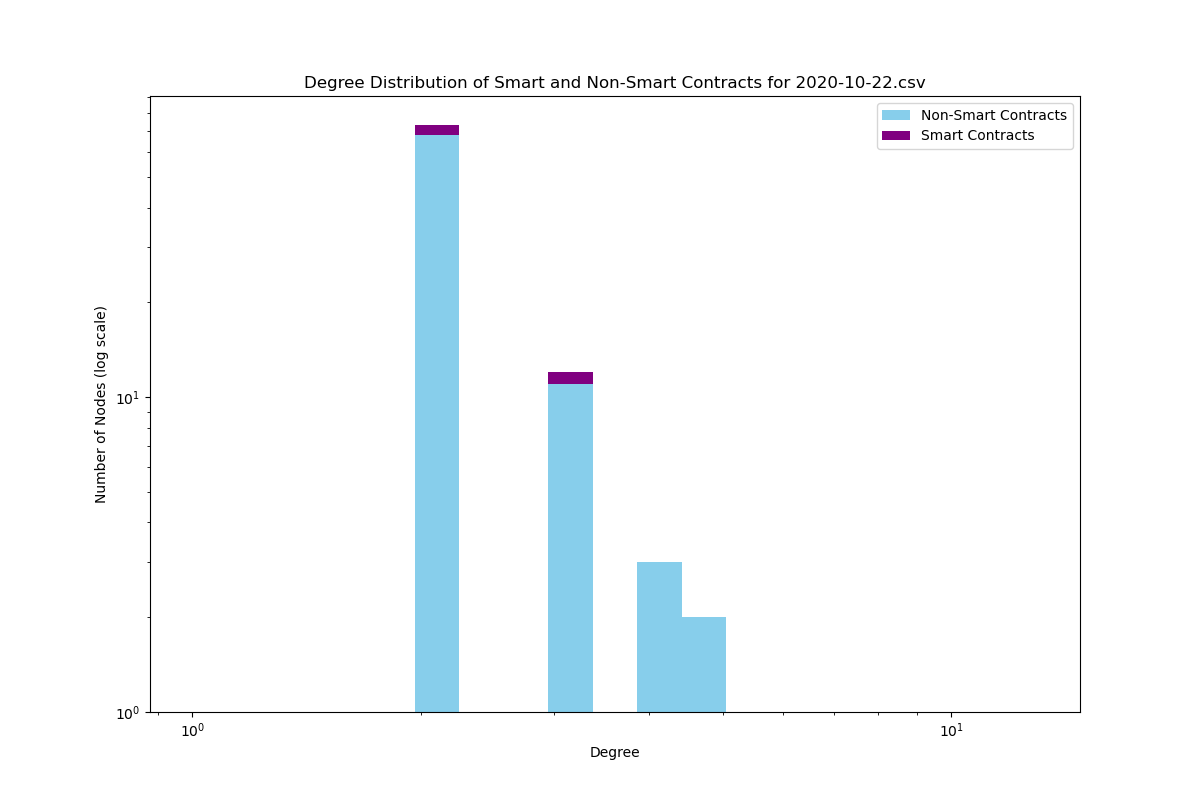 Degree Distribution of Smart and Non-Smart Contracts for 2020-10-22.csv
Non-Smart Contracts
Smart Contracts
Number of Nodes (log scale)
10¹
10⁰
10⁰
10¹
Degree